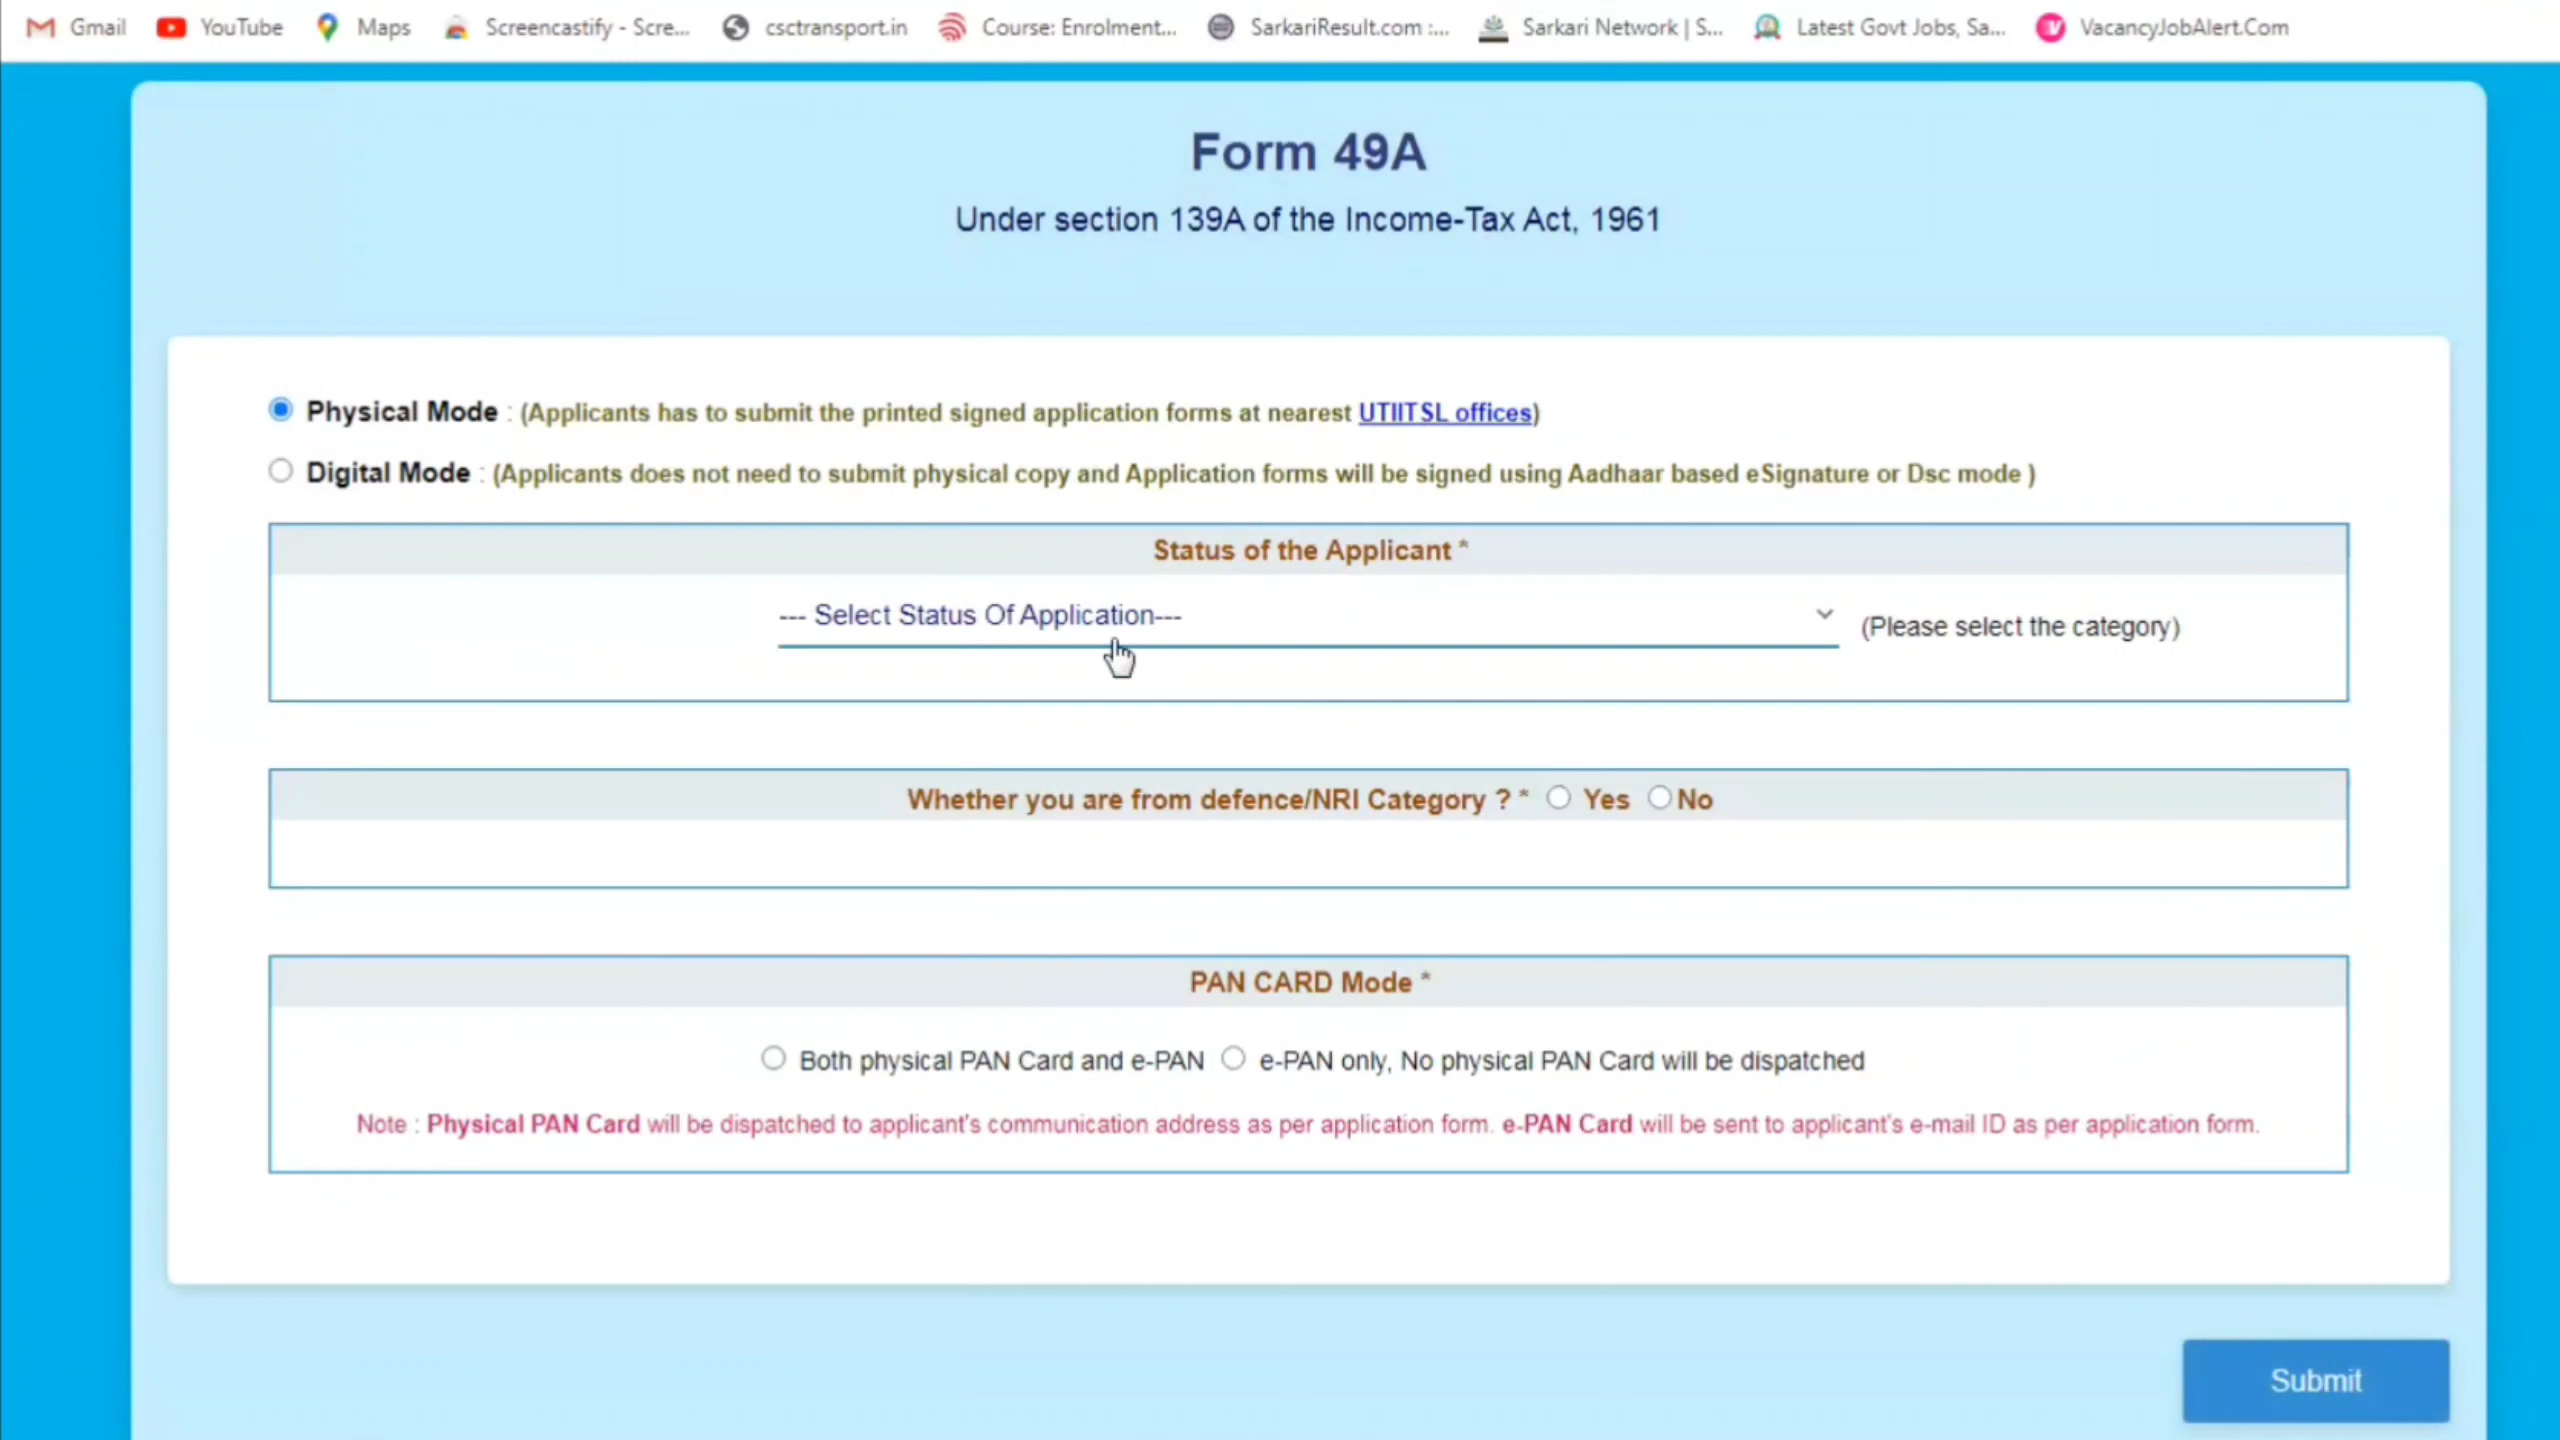 Gmail YouTube Maps Screencastify - Scre... csctransport.in Course: Enrolment... SarkariResult.com :... Sarkari Network | S... Latest Govt Jobs, Sa... VacancyJobAlert.Com
Form 49A
Under section 139A of the Income-Tax Act, 1961
Physical Mode : (Applicants has to submit the printed signed application forms at nearest UTIITSL offices)
Digital Mode : (Applicants does not need to submit physical copy and Application forms will be signed using Aadhaar based eSignature or Dsc mode )
Status of the Applicant *
--- Select Status Of Application--- (Please select the category)
Whether you are from defence/NRI Category ? * Yes No
PAN CARD Mode *
Both physical PAN Card and e-PAN e-PAN only, No physical PAN Card will be dispatched
Note : Physical PAN Card will be dispatched to applicant's communication address as per application form. e-PAN Card will be sent to applicant's e-mail ID as per application form.
Submit